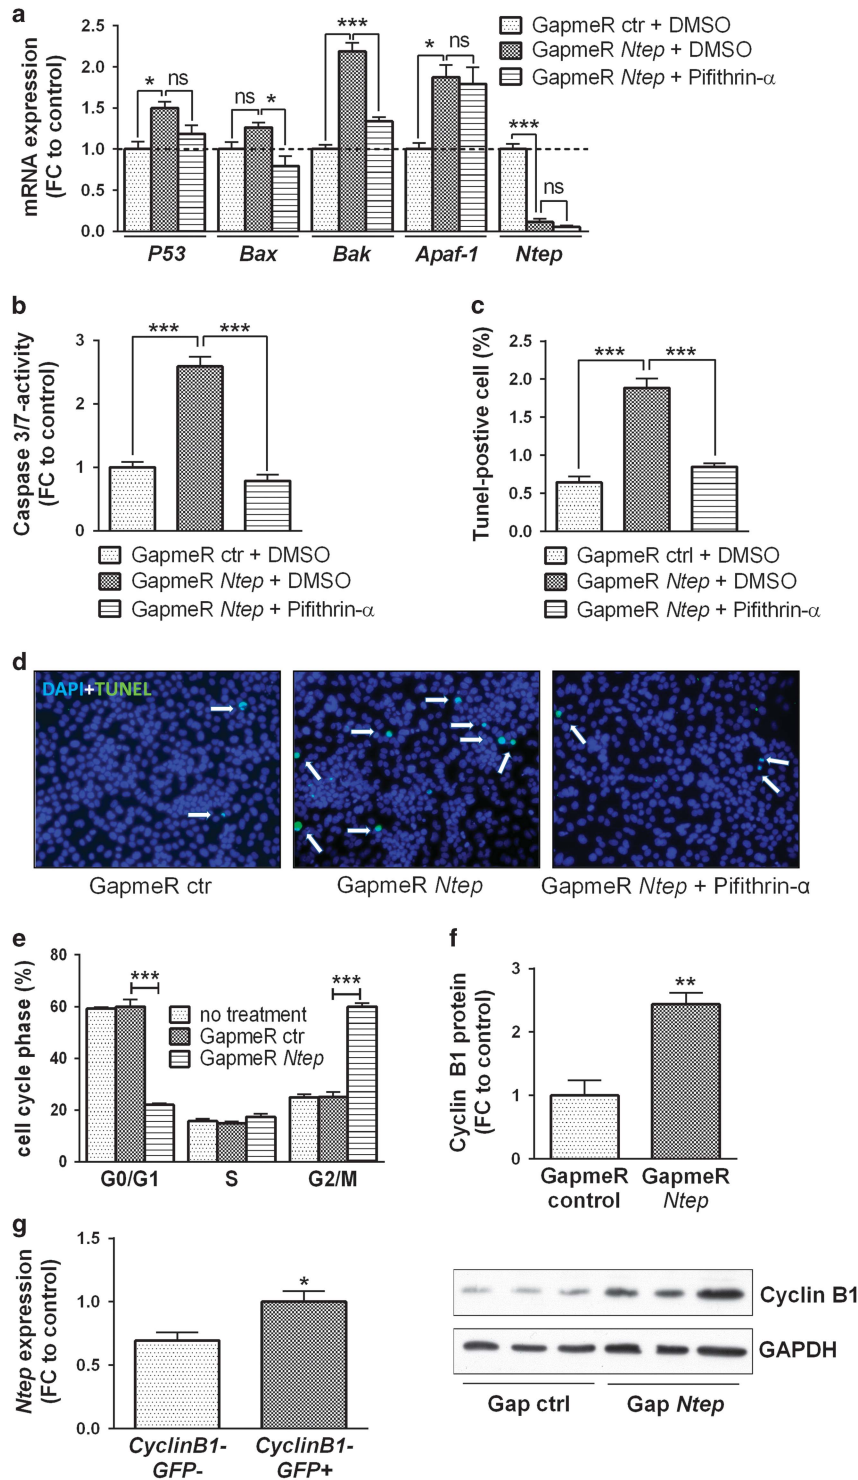 a
mRNA expression
(FC to control)
2.5
2.0
1.5
1.0
0.5
0.0
* ns
ns *
***
* ns
***
ns
P53 Bax Bak Apaf-1 Ntep
GapmeR ctr + DMSO
GapmeR Ntep + DMSO
GapmeR Ntep + Pifithrin-α
b
Caspase 3/7-activity
(FC to control)
3
2
1
0
*** ***
GapmeR ctr + DMSO
GapmeR Ntep + DMSO
GapmeR Ntep + Pifithrin-α
c
Tunel-postive cell (%)
2.5
2.0
1.5
1.0
0.5
0.0
*** ***
GapmeR ctrl + DMSO
GapmeR Ntep + DMSO
GapmeR Ntep + Pifithrin-α
d
DAPI+TUNEL
GapmeR ctr
GapmeR Ntep
GapmeR Ntep + Pifithrin-α
e
cell cycle phase (%)
80
60
40
20
0
***
***
no treatment
GapmeR ctr
GapmeR Ntep
G0/G1 S G2/M
f
Cyclin B1 protein
(FC to control)
3
2
1
0
**
GapmeR
control
GapmeR
Ntep
g
Ntep expression
(FC to control)
1.5
1.0
0.5
0.0
*
CyclinB1-
GFP-
CyclinB1-
GFP+
Cyclin B1
GAPDH
Gap ctrl
Gap Ntep